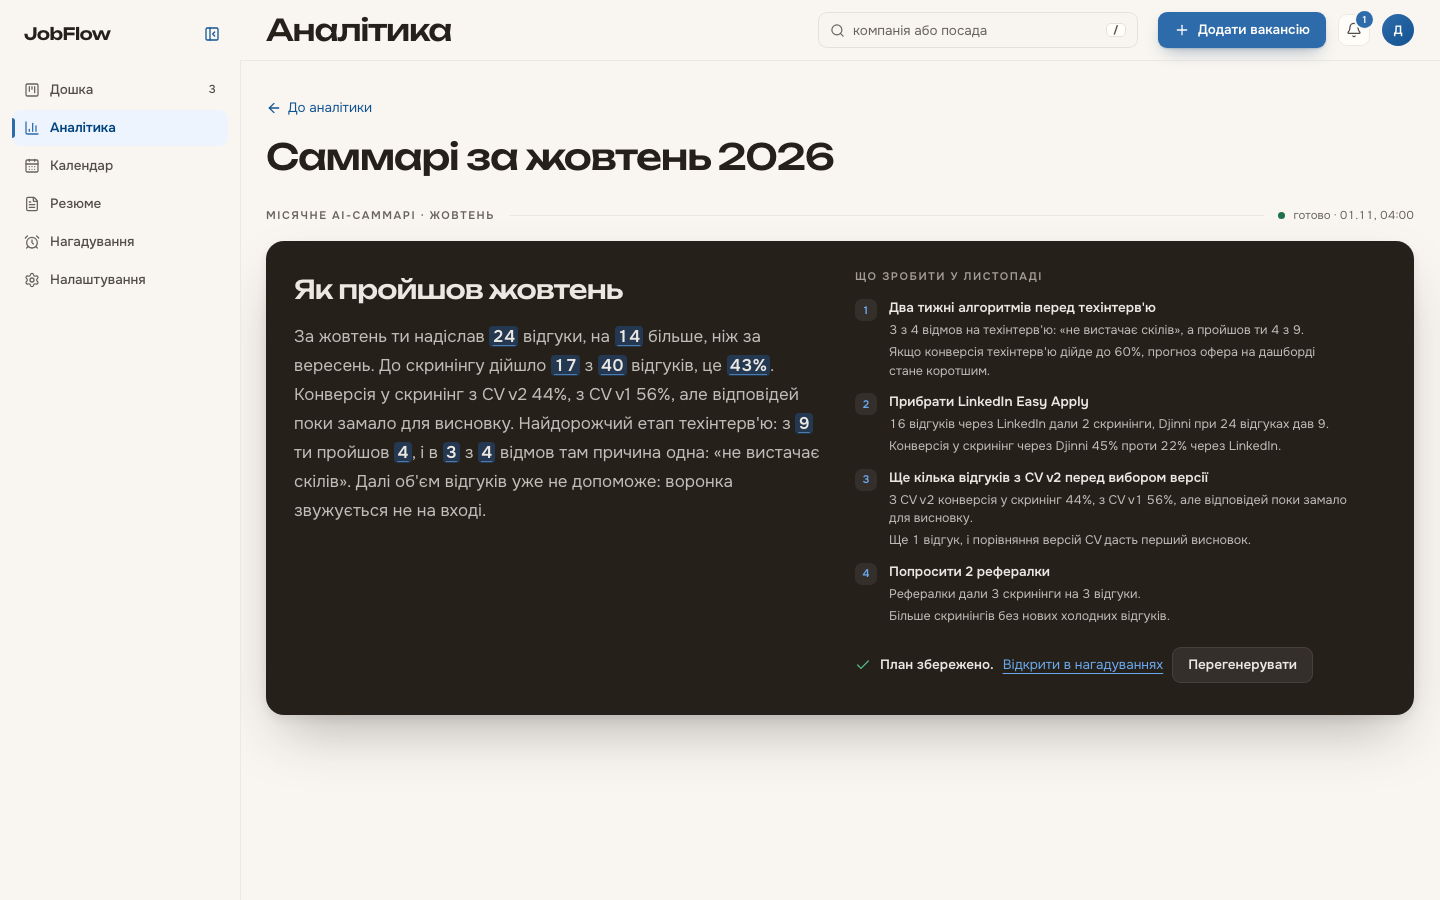 JobFlow
Дошка
3
Аналітика
Календар
Резюме
Нагадування
Налаштування
Аналітика
компанія або посада
/
Додати вакансію
1
Д
До аналітики
Саммарі за жовтень 2026
МІСЯЧНЕ AI-САММАРІ · ЖОВТЕНЬ
готово · 01.11, 04:00
Як пройшов жовтень
За жовтень ти надіслав 24 відгуки, на 14 більше, ніж за
вересень. До скринінгу дійшло 17 з 40 відгуків, це 43%.
Конверсія у скринінг з CV v2 44%, з CV v1 56%, але відповідей
поки замало для висновку. Найдорожчий етап техінтерв'ю: з 9
ти пройшов 4, і в 3 з 4 відмов там причина одна: «не вистачає
скілів». Далі об'єм відгуків уже не допоможе: воронка
звужується не на вході.
ЩО ЗРОБИТИ У ЛИСТОПАДІ
1
Два тижні алгоритмів перед техінтерв'ю
3 з 4 відмов на техінтерв'ю: «не вистачає скілів», а пройшов ти 4 з 9.
Якщо конверсія техінтерв'ю дійде до 60%, прогноз офера на дашборді
стане коротшим.
2
Прибрати LinkedIn Easy Apply
16 відгуків через LinkedIn дали 2 скринінги, Djinni при 24 відгуках дав 9.
Конверсія у скринінг через Djinni 45% проти 22% через LinkedIn.
3
Ще кілька відгуків з CV v2 перед вибором версії
З CV v2 конверсія у скринінг 44%, з CV v1 56%, але відповідей поки замало
для висновку.
Ще 1 відгук, і порівняння версій CV дасть перший висновок.
4
Попросити 2 рефералки
Рефералки дали 3 скринінги на 3 відгуки.
Більше скринінгів без нових холодних відгуків.
План збережено. Відкрити в нагадуваннях
Перегенерувати